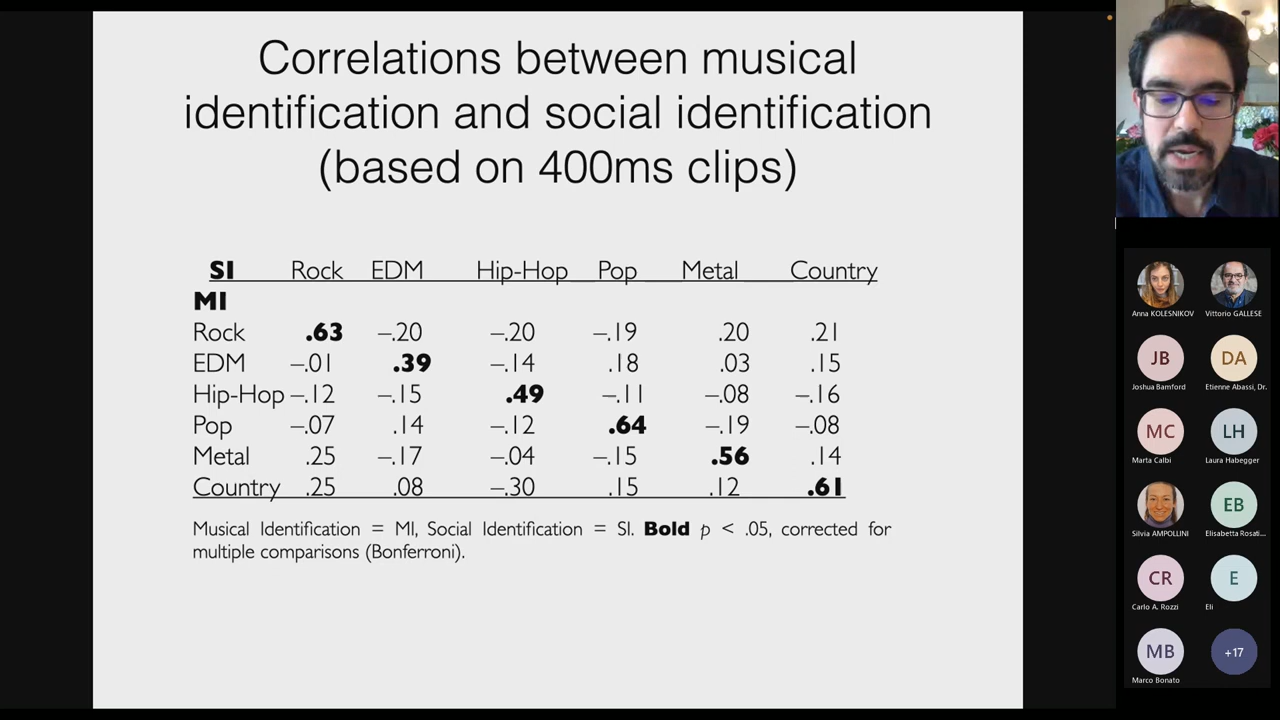 Correlations between musical
identification and social identification
(based on 400ms clips)
SI Rock EDM Hip-Hop Pop Metal Country
MI
Rock .63 –.20 –.20 –.19 .20 .21
EDM –.01 .39 –.14 .18 .03 .15
Hip-Hop –.12 –.15 .49 –.11 –.08 –.16
Pop –.07 .14 –.12 .64 –.19 –.08
Metal .25 –.17 –.04 –.15 .56 .14
Country .25 .08 –.30 .15 .12 .61
Musical Identification = MI, Social Identification = SI. Bold p < .05, corrected for
multiple comparisons (Bonferroni).
Anna KOLESNIKOV
Vittorio GALLESE
JB
DA
Joshua Bamford
Etienne Abassi, Dr.
MC
LH
Marta Calbi
Laura Habegger
EB
Silvia AMPOLLINI
Elisabetta Rosati...
CR
E
Carlo A. Rozzi
Eli
MB
+17
Marco Bonato